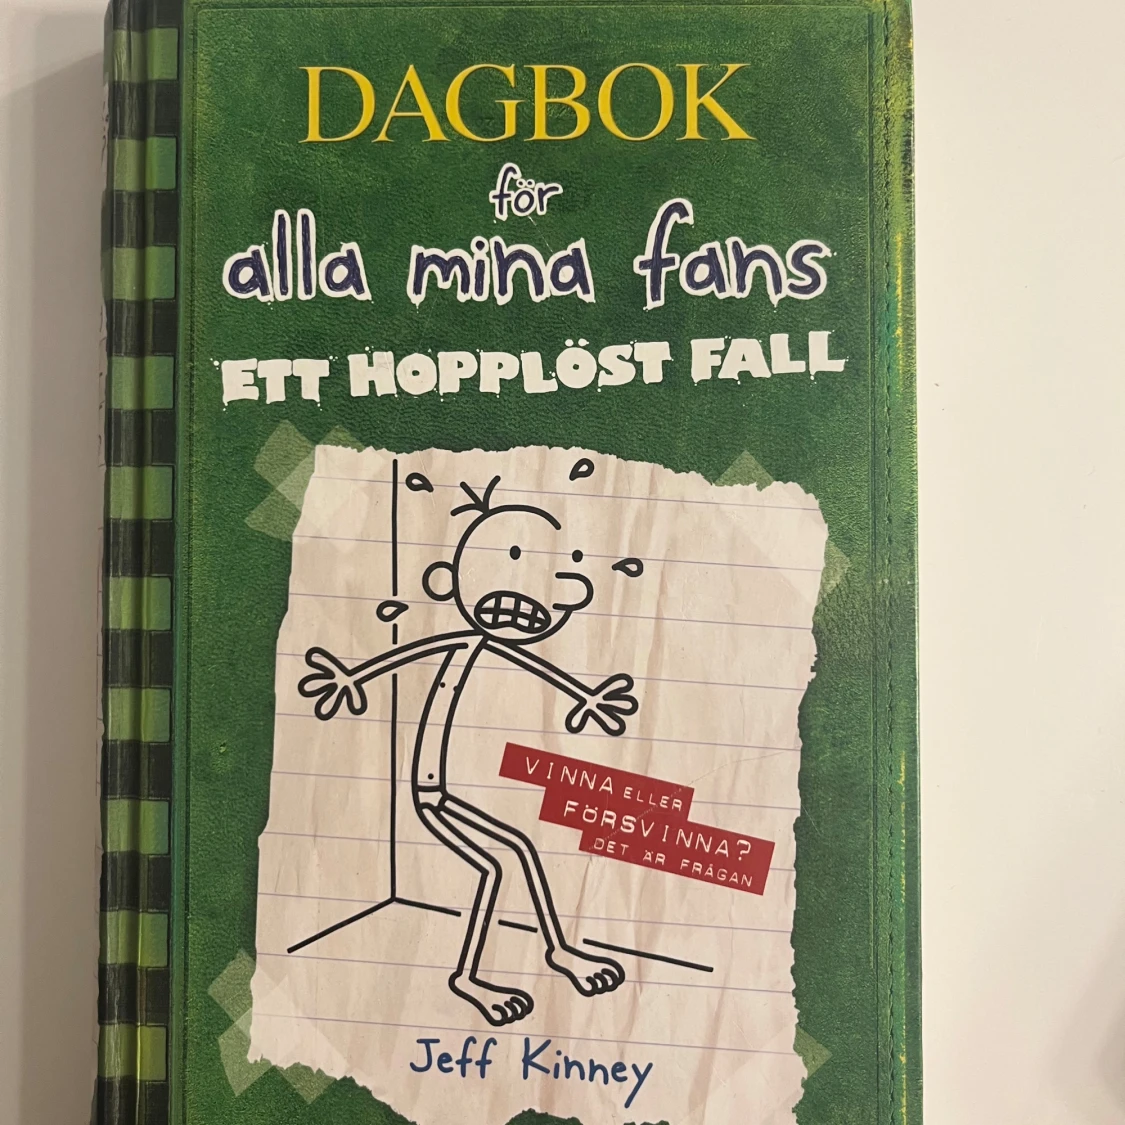 DAGBOK
för
alla mina fans
ETT HOPPLÖST FALL
VINNA ELLER
FÖRSVINNA?
DET ÄR FRÅGAN
Jeff Kinney